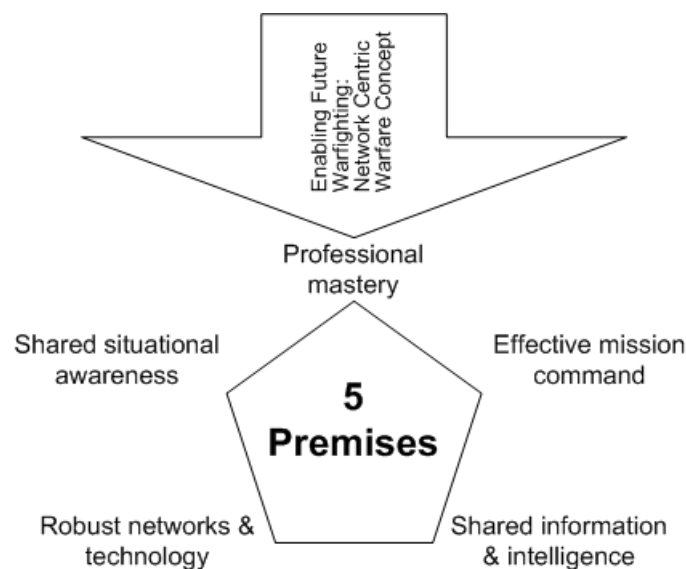 Enabling Future
Warfighting:
Network Centric
Warfare Concept
Professional
mastery
Shared situational
awareness
Effective mission
command
5
Premises
Robust networks &
technology
Shared information
& intelligence